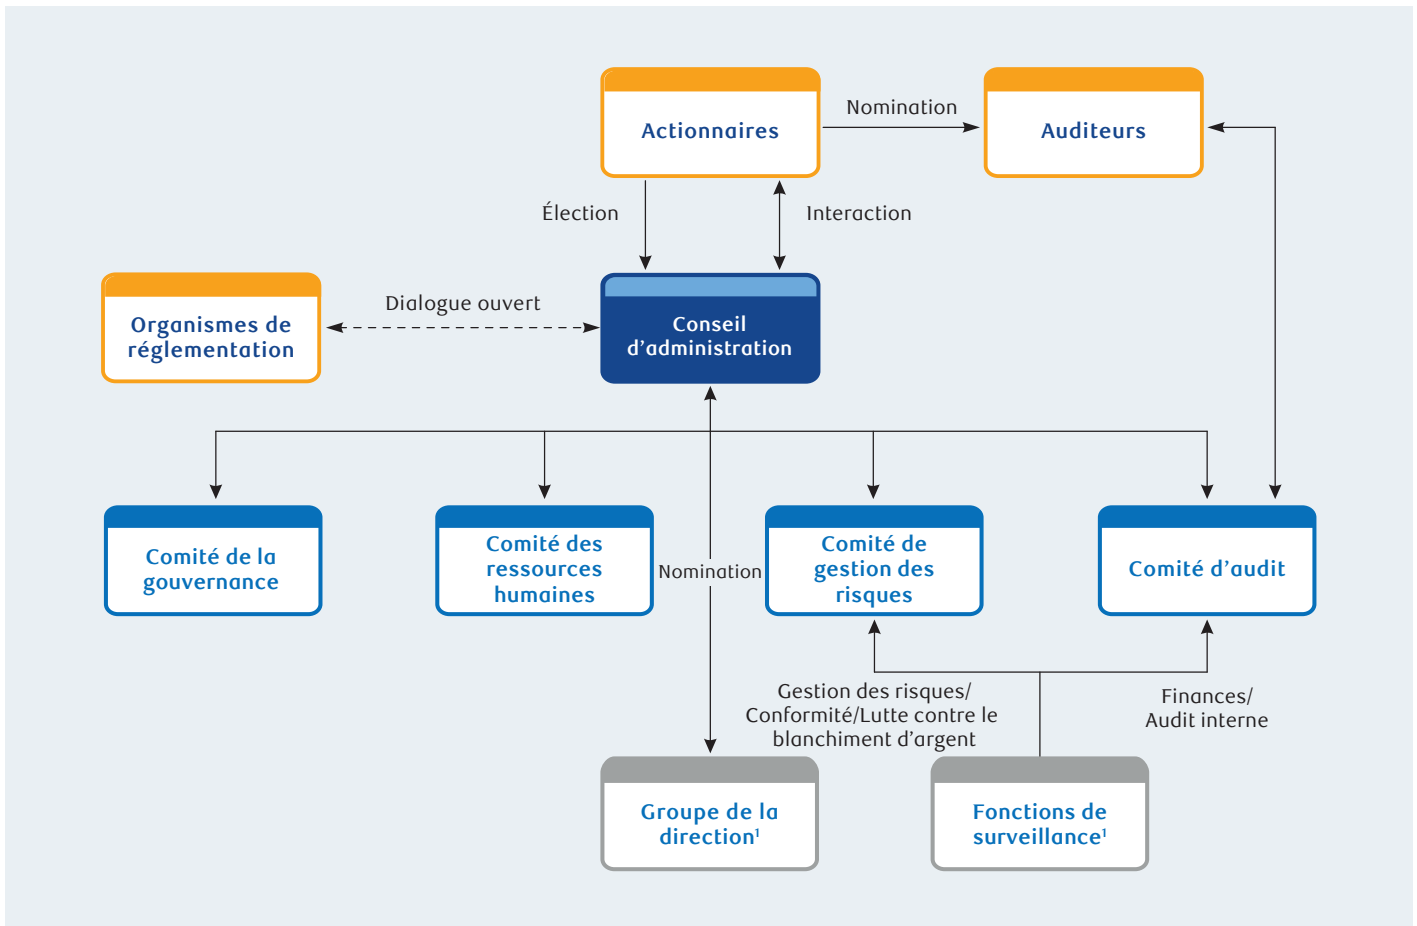 Actionnaires
Nomination
Auditeurs
Élection
Interaction
Organismes de
réglementation
Dialogue ouvert
Conseil
d’administration
Comité de la
gouvernance
Comité des
ressources
humaines
Nomination
Comité de
gestion des
risques
Comité d’audit
Gestion des risques/
Conformité/Lutte contre le
blanchiment d’argent
Finances/
Audit interne
Groupe de la
direction¹
Fonctions de
surveillance¹